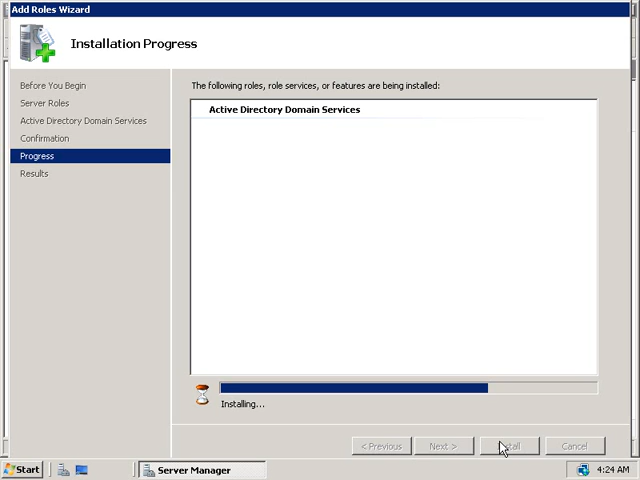 Add Roles Wizard
Installation Progress
Before You Begin
Server Roles
Active Directory Domain Services
Confirmation
Progress
Results
The following roles, role services, or features are being installed:
Active Directory Domain Services
Installing...
< Previous
Next >
Install
Cancel
Start
Server Manager
4:24 AM